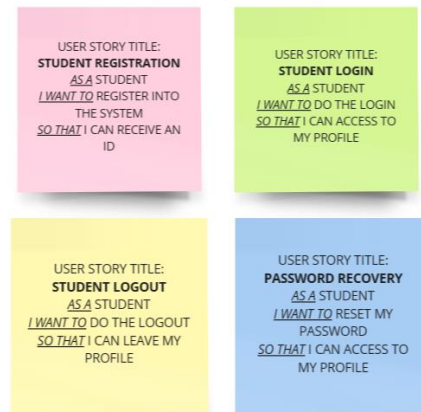 USER STORY TITLE:
STUDENT REGISTRATION
AS A STUDENT
I WANT TO REGISTER INTO
THE SYSTEM
SO THAT I CAN RECEIVE AN
ID
USER STORY TITLE:
STUDENT LOGIN
AS A STUDENT
I WANT TO DO THE LOGIN
SO THAT I CAN ACCESS TO
MY PROFILE
USER STORY TITLE:
STUDENT LOGOUT
AS A STUDENT
I WANT TO DO THE LOGOUT
SO THAT I CAN LEAVE MY
PROFILE
USER STORY TITLE:
PASSWORD RECOVERY
AS A STUDENT
I WANT TO RESET MY
PASSWORD
SO THAT I CAN ACCESS TO
MY PROFILE